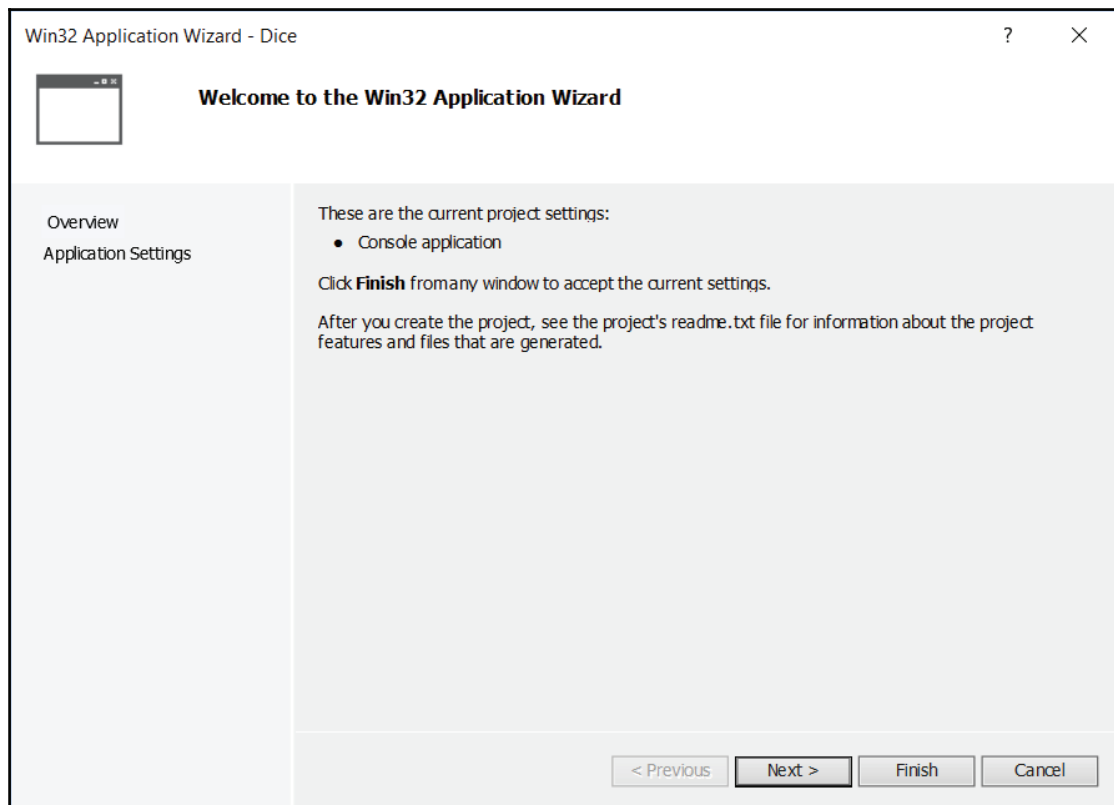 Win32 Application Wizard - Dice
?
Welcome to the Win32 Application Wizard
Overview
Application Settings
These are the current project settings:
• Console application
Click Finish fromany window to accept the current settings.
After you create the project, see the project's readme.txt file for information about the project
features and files that are generated.
< Previous
Next >
Finish
Cancel